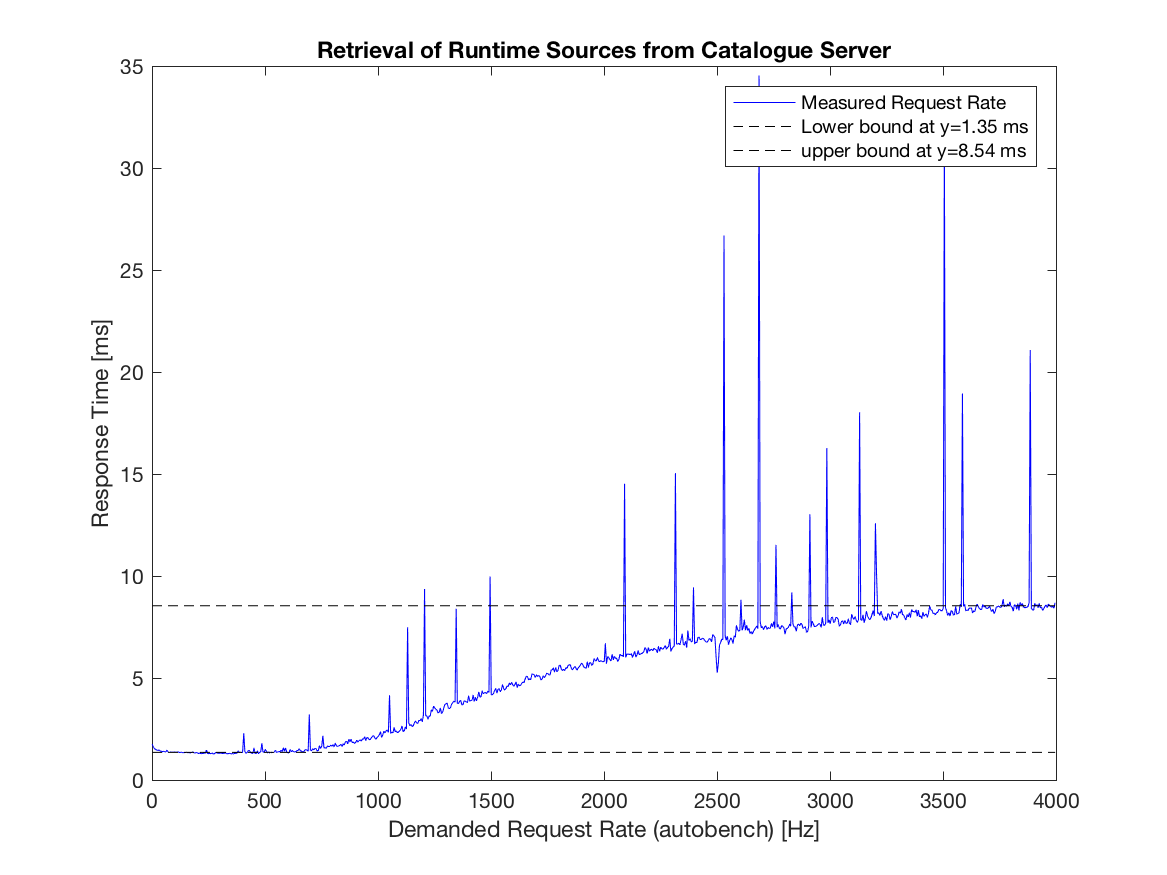 Retrieval of Runtime Sources from Catalogue Server
35
30
25
20
15
10
5
0
Response Time [ms]
Measured Request Rate
Lower bound at y=1.35 ms
upper bound at y=8.54 ms
0 500 1000 1500 2000 2500 3000 3500 4000
Demanded Request Rate (autobench) [Hz]